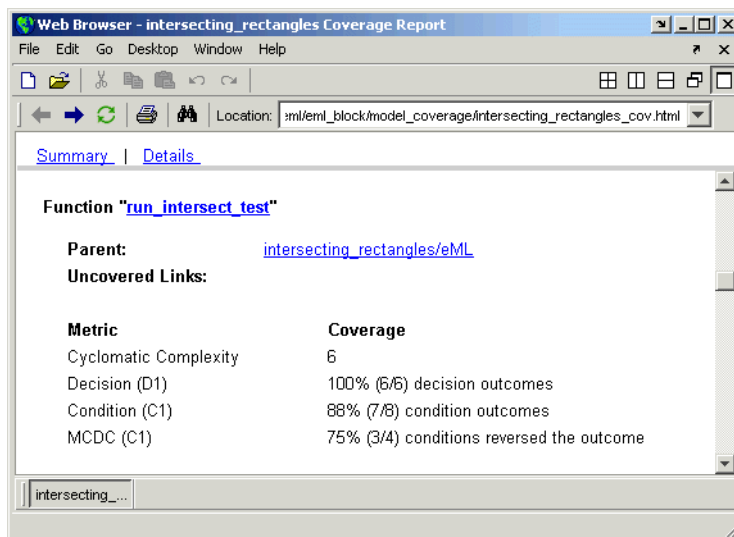 Web Browser - intersecting_rectangles Coverage Report
File Edit Go Desktop Window Help
Location: eml/eml_block/model_coverage/intersecting_rectangles_cov.html
Summary | Details
Function "run_intersect_test"
Parent: intersecting_rectangles/eML
Uncovered Links:
Metric Coverage
Cyclomatic Complexity 6
Decision (D1) 100% (6/6) decision outcomes
Condition (C1) 88% (7/8) condition outcomes
MCDC (C1) 75% (3/4) conditions reversed the outcome
intersecting_...